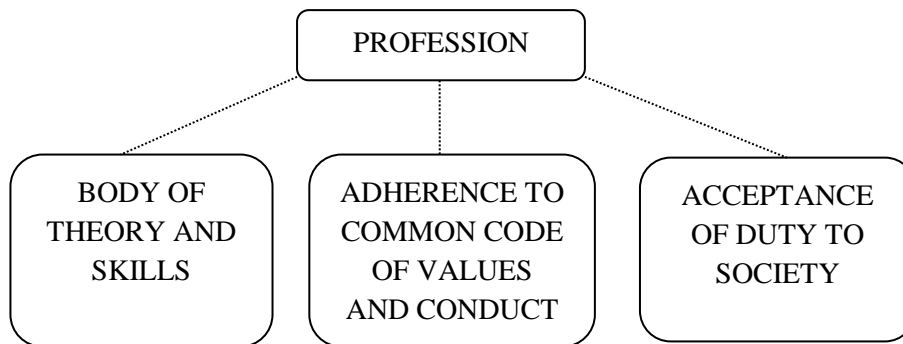 PROFESSION
BODY OF
THEORY AND
SKILLS
ADHERENCE TO
COMMON CODE
OF VALUES
AND CONDUCT
ACCEPTANCE
OF DUTY TO
SOCIETY